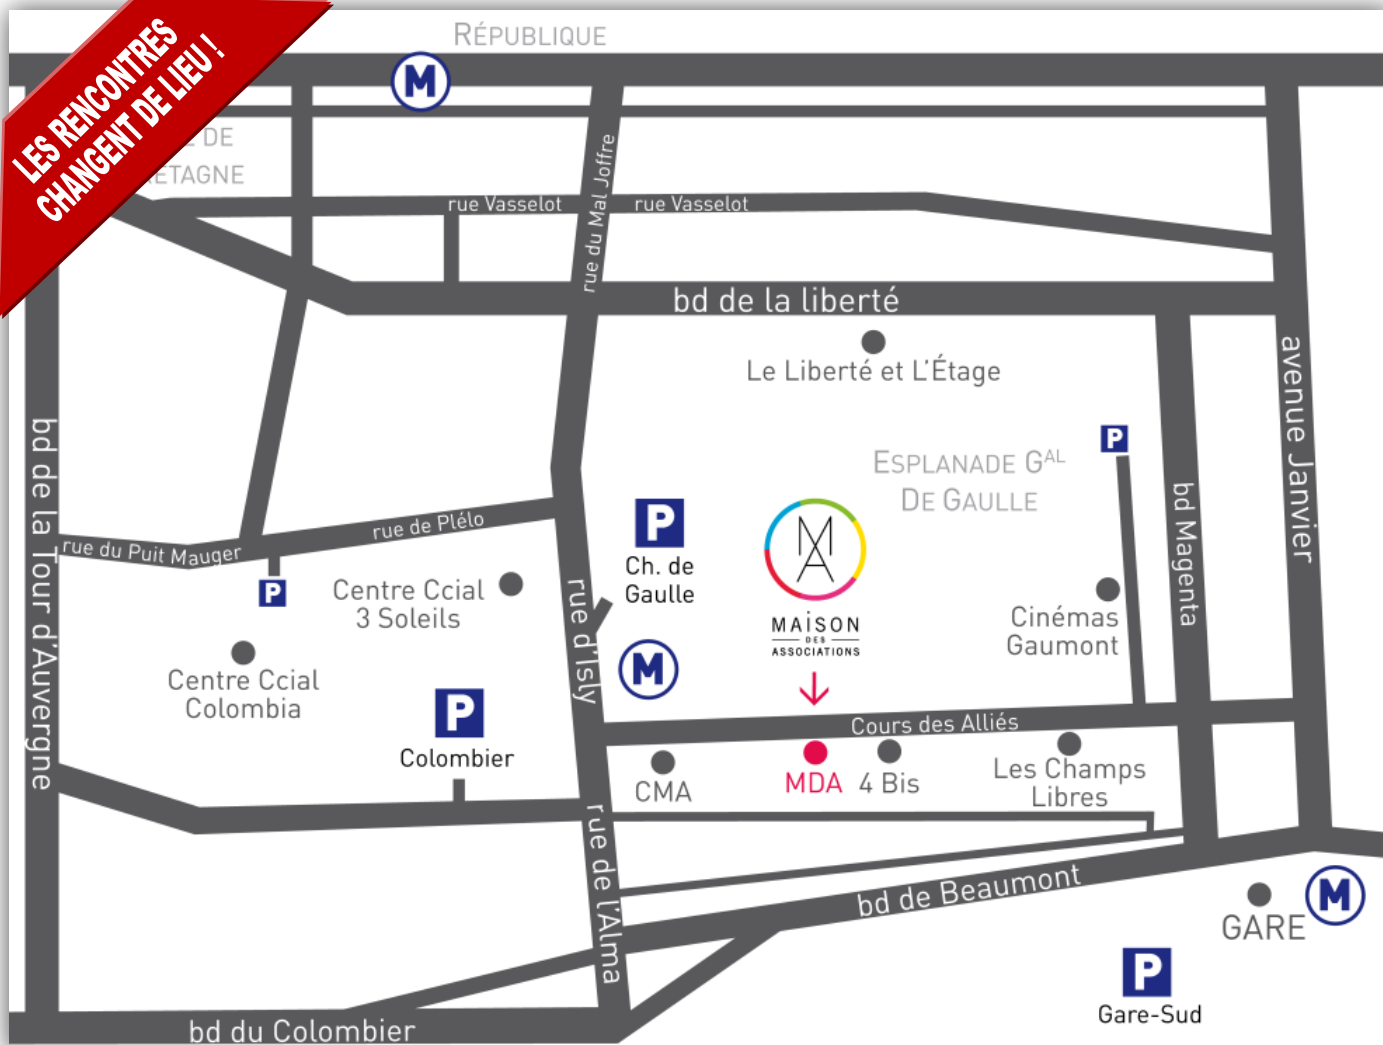 LES RENCONTRES
CHANGENT DE LIEU !
RÉPUBLIQUE
M
DE
rue Vasselot
rue du Mal Joffre
rue Vasselot
bd de la liberté
Le Liberté et L'Étage
avenue Janvier
bd de la Tour d'Auvergne
P
ESPLANADE GAL
DE GAULLE
bd Magenta
rue du Puit Mauger
rue de Plélo
P
P
Ch. de
Gaulle
MA
MAiSON
DES
ASSOCIATIONS
Centre Ccial
3 Soleils
rue d'Isly
Cinémas
Gaumont
M
Centre Ccial
Colombia
P
Colombier
Cours des Alliés
CMA
MDA
4 Bis
Les Champs
Libres
rue de l'Alma
bd de Beaumont
GARE
M
P
Gare-Sud
bd du Colombier